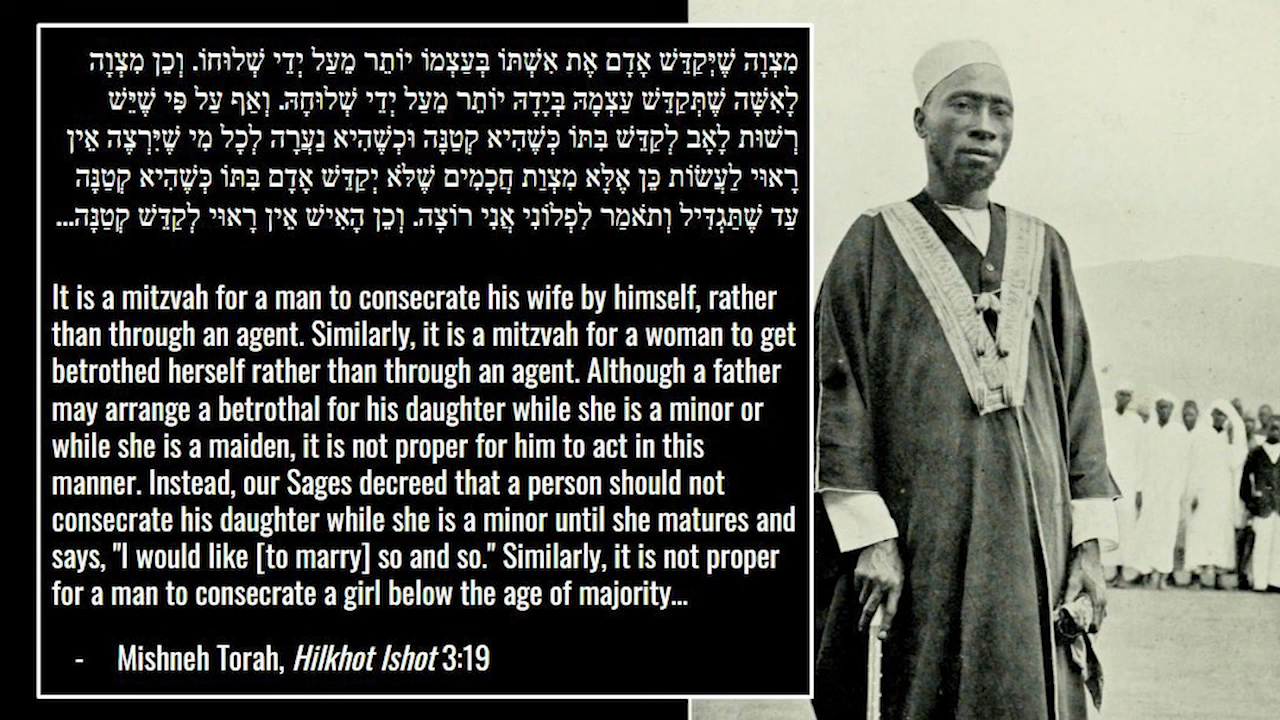 מִצְוָה שֶׁיְּקַדֵּשׁ אָדָם אֶת אִשְׁתּוֹ בְּעַצְמוֹ יוֹתֵר מֵעַל יְדֵי שְׁלוּחוֹ. וְכֵן מִצְוָה
לָאִשָּׁה שֶׁתְּקַדֵּשׁ עַצְמָהּ בְּיָדָהּ יוֹתֵר מֵעַל יְדֵי שְׁלוּחָהּ. וְאַף עַל פִּי שֶׁיֵּשׁ
רְשׁוּת לָאָב לְקַדֵּשׁ בִּתּוֹ כְּשֶׁהִיא קְטַנָּה וּכְשֶׁהִיא נַעֲרָה לְכָל מִי שֶׁיִּרְצֶה אֵין
רָאוּי לַעֲשׂוֹת כֵּן אֶלָּא מִצְוַת חֲכָמִים שֶׁלֹּא יְקַדֵּשׁ אָדָם בִּתּוֹ כְּשֶׁהִיא קְטַנָּה
עַד שֶׁתַּגְדִּיל וְתֹאמַר לִפְלוֹנִי אֲנִי רוֹצָה. וְכֵן הָאִישׁ אֵין רָאוּי לְקַדֵּשׁ קְטַנָּה...
It is a mitzvah for a man to consecrate his wife by himself, rather
than through an agent. Similarly, it is a mitzvah for a woman to get
betrothed herself rather than through an agent. Although a father
may arrange a betrothal for his daughter while she is a minor or
while she is a maiden, it is not proper for him to act in this
manner. Instead, our Sages decreed that a person should not
consecrate his daughter while she is a minor until she matures and
says, "I would like [to marry] so and so." Similarly, it is not proper
for a man to consecrate a girl below the age of majority...
- Mishneh Torah, Hilkhot Ishot 3:19